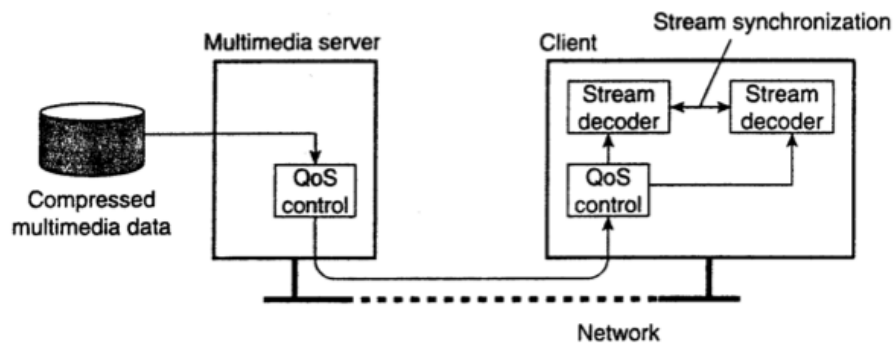 Stream synchronization
Multimedia server
Client
Stream
decoder
Stream
decoder
QoS
control
QoS
control
Compressed
multimedia data
Network